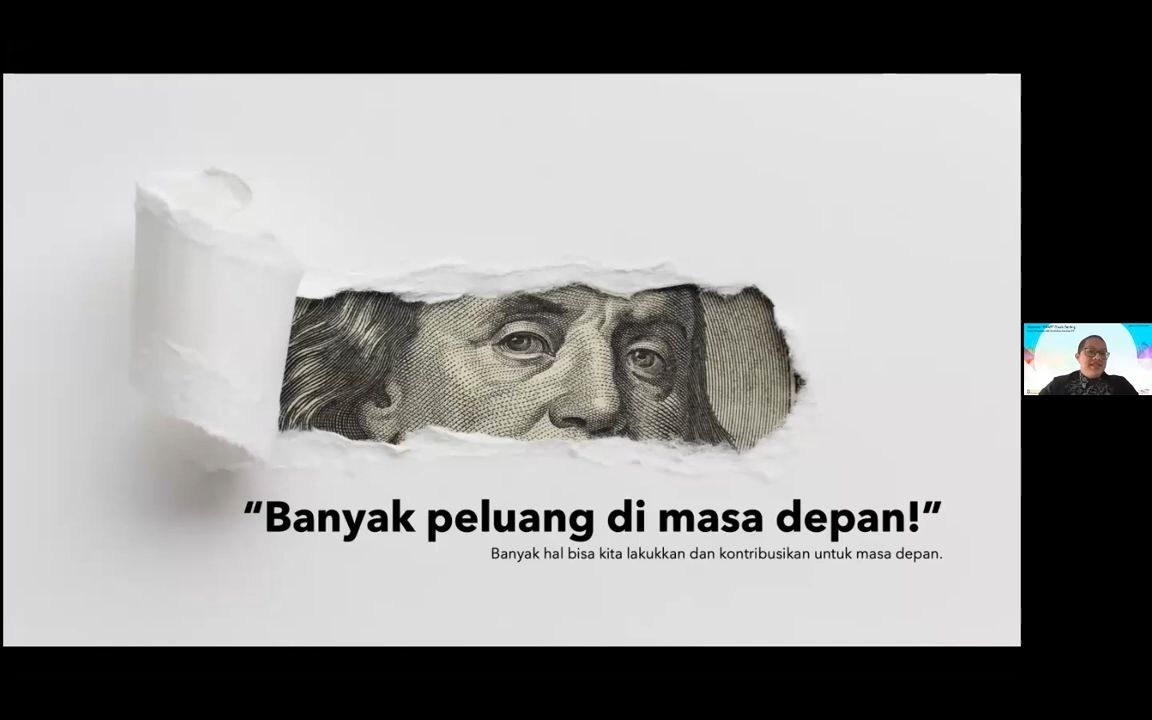 “Banyak peluang di masa depan!”
Banyak hal bisa kita lakukkan dan kontribusikan untuk masa depan.